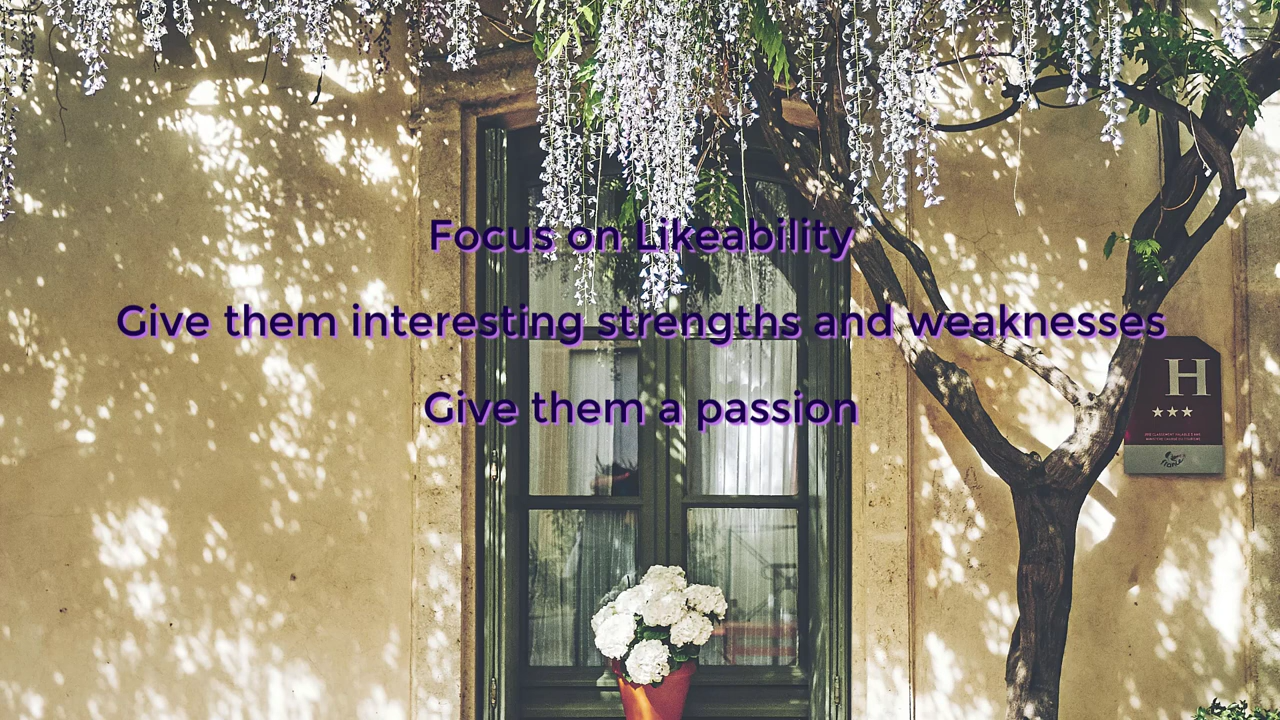 Focus on Likeability
Give them interesting strengths and weaknesses
Give them a passion
H